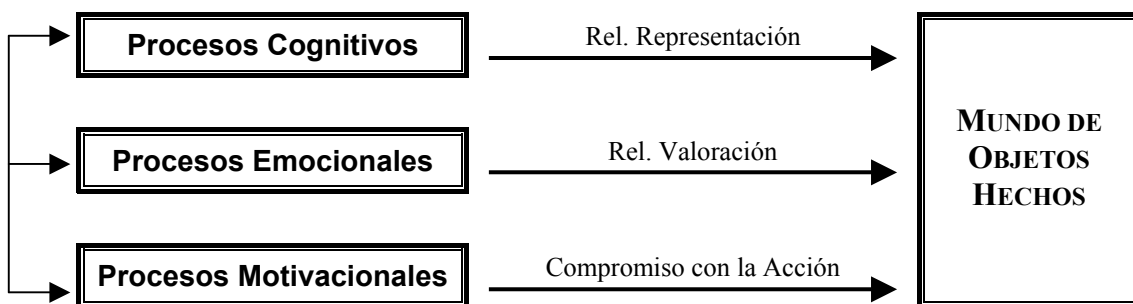 Procesos Cognitivos
Rel. Representación
Procesos Emocionales
Rel. Valoración
Procesos Motivacionales
Compromiso con la Acción
MUNDO DE
OBJETOS
HECHOS